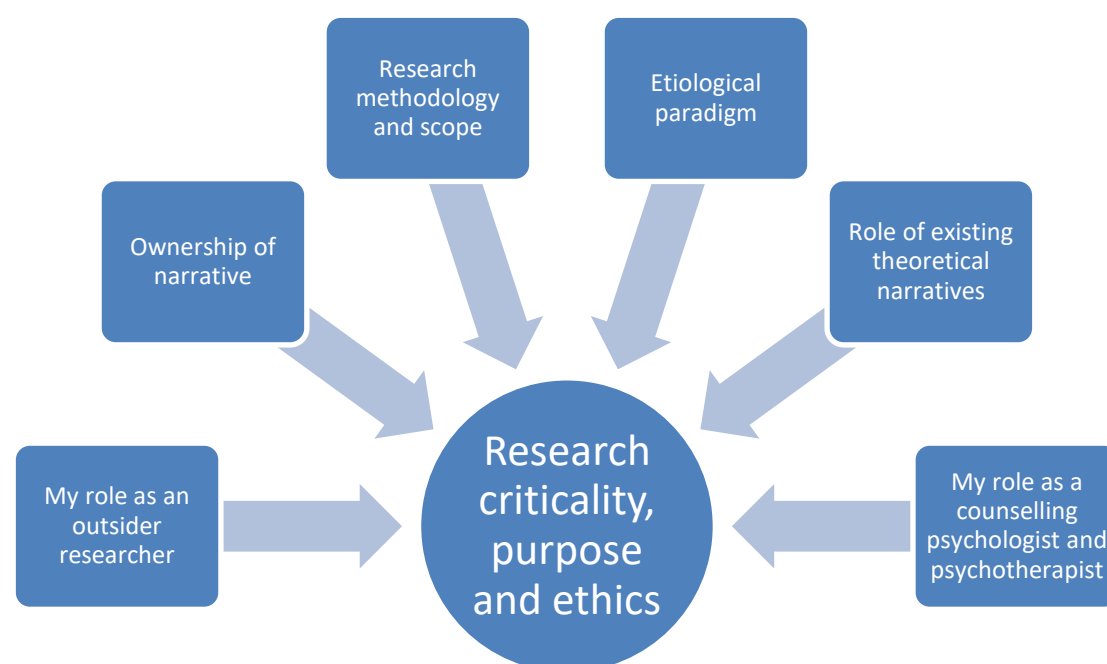 Research
methodology
and scope
Etiological
paradigm
Ownership of
narrative
Role of existing
theoretical
narratives
My role as an
outsider
researcher
Research
criticality,
purpose
and ethics
My role as a
counselling
psychologist and
psychotherapist